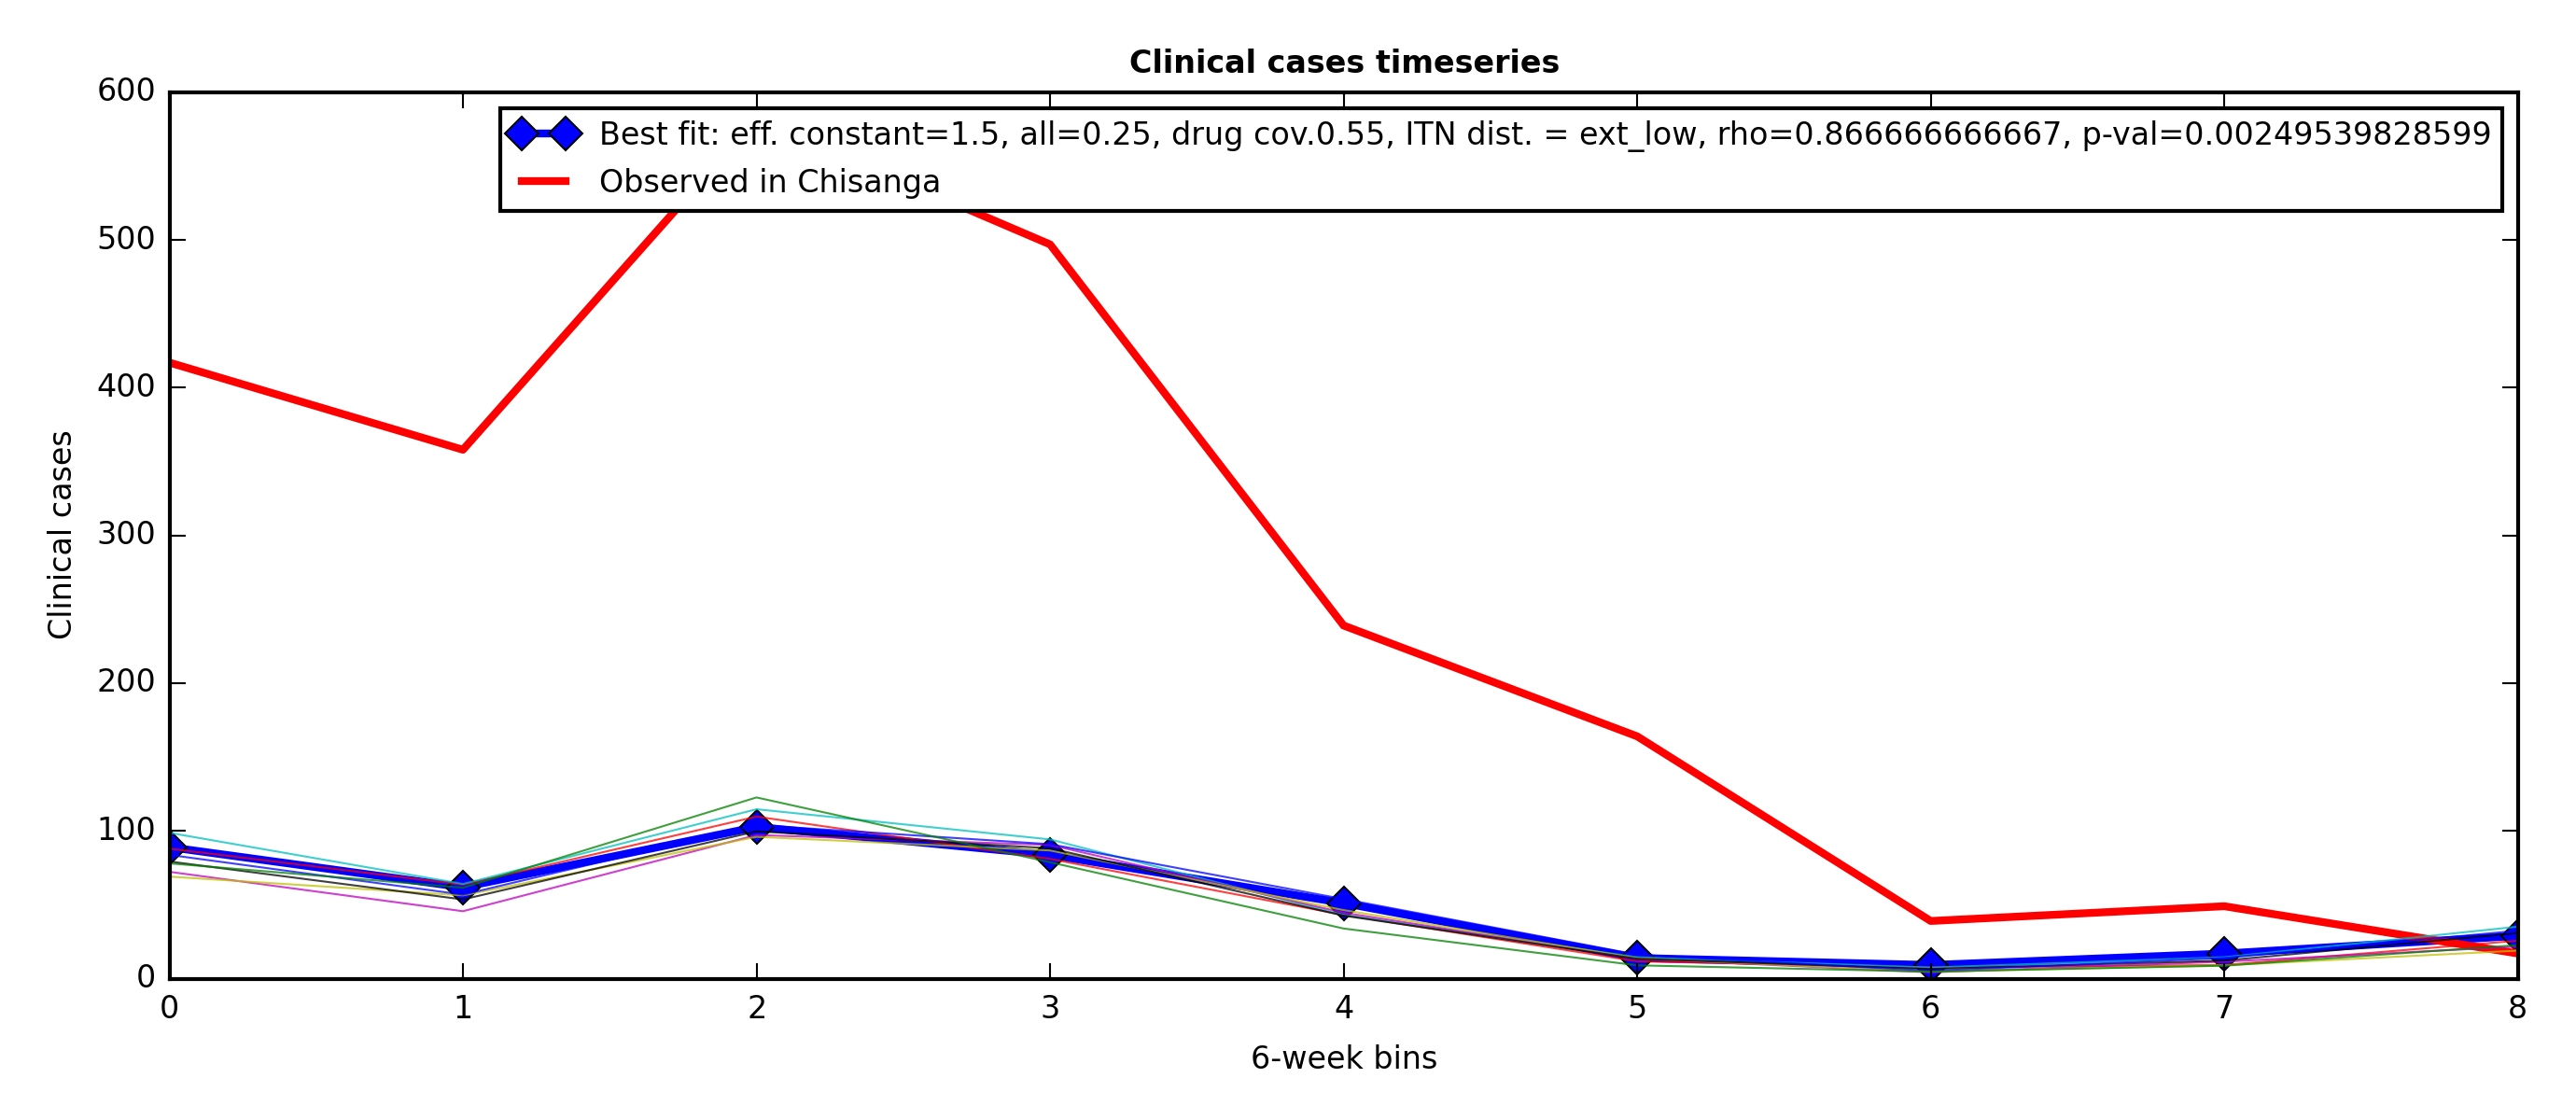 Clinical cases timeseries
600
500
400
300
200
100
0
Clinical cases
Best fit: eff. constant=1.5, all=0.25, drug cov.0.55, ITN dist. = ext_low, rho=0.866666666667, p-val=0.00249539828599
Observed in Chisanga
0 1 2 3 4 5 6 7 8
6-week bins